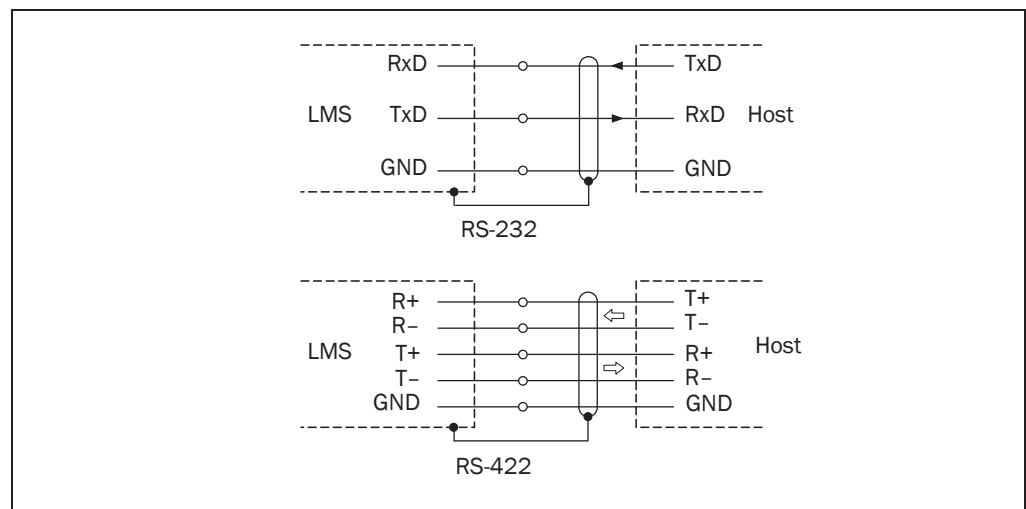 RxD TxD
LMS TxD RxD Host
GND GND
RS-232
R+ T+
R– T–
LMS T+ R+ Host
T– R–
GND GND
RS-422